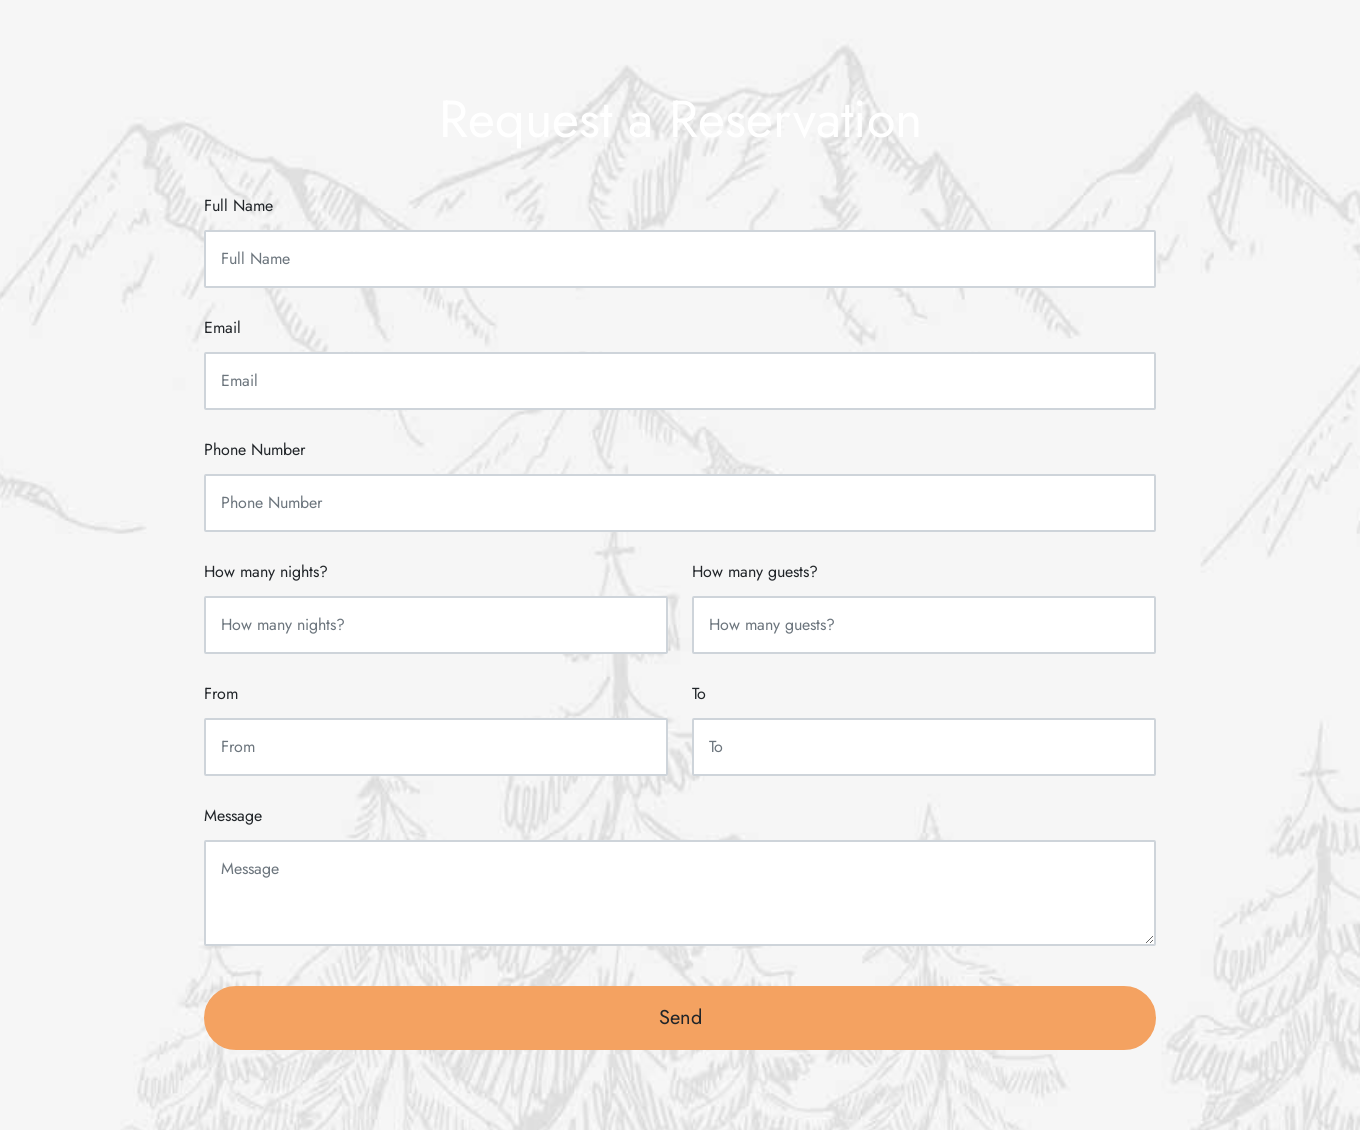 Request a Reservation
Full Name
Full Name
Email
Email
Phone Number
Phone Number
How many nights? How many guests?
How many nights? How many guests?
From To
From To
Message
Message
Send